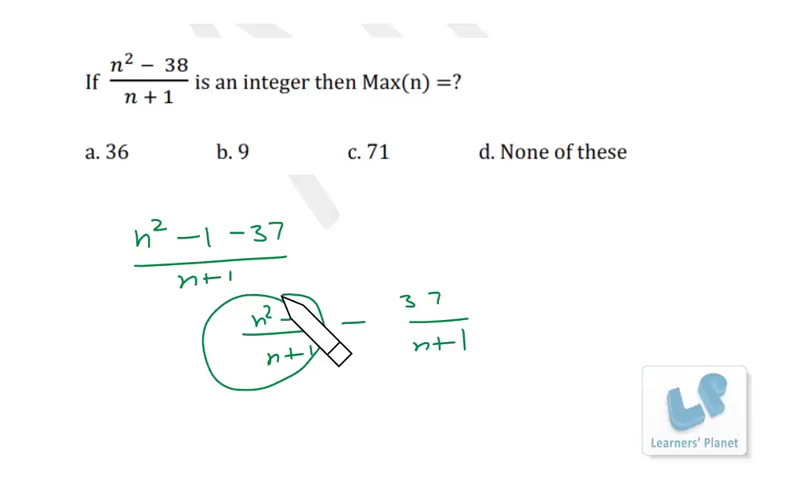 If n² − 38 / n + 1 is an integer then Max(n) =?
a. 36 b. 9 c. 71 d. None of these
n² − 1 − 37
n+1
n² − − 37
n+1 n+1
LP
Learners' Planet